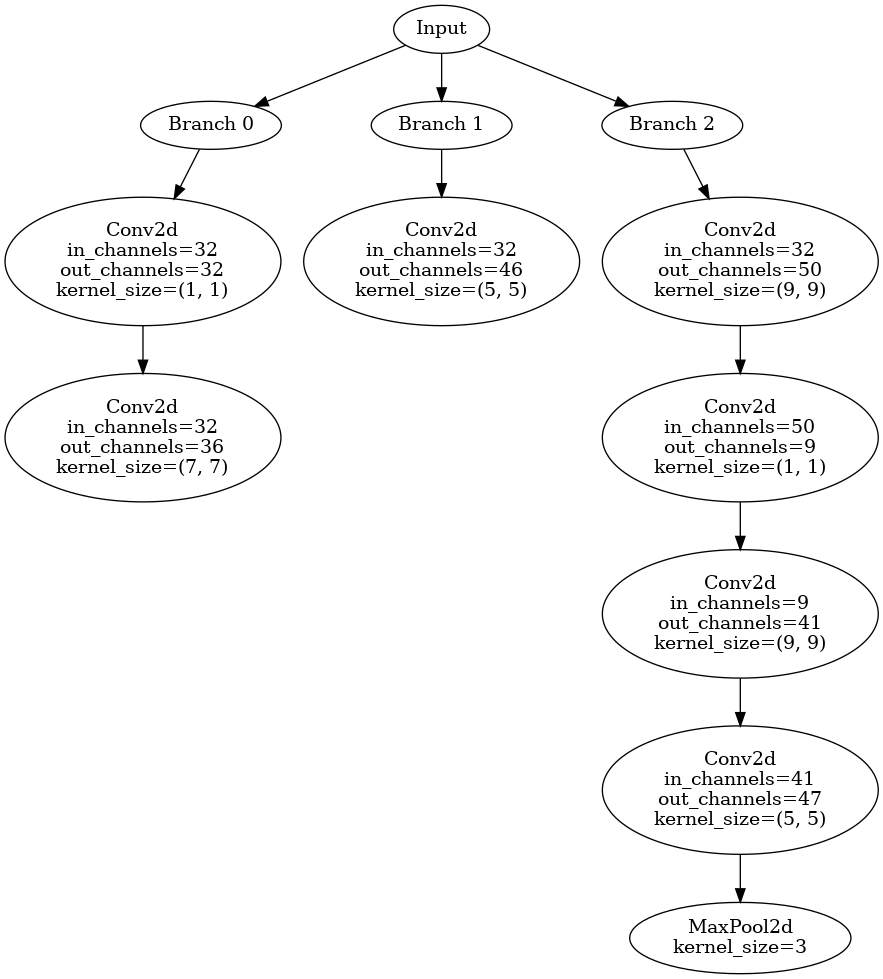 Input
Branch 0
Branch 1
Branch 2
Conv2d
in_channels=32
out_channels=32
kernel_size=(1, 1)
Conv2d
in_channels=32
out_channels=46
kernel_size=(5, 5)
Conv2d
in_channels=32
out_channels=50
kernel_size=(9, 9)
Conv2d
in_channels=32
out_channels=36
kernel_size=(7, 7)
Conv2d
in_channels=50
out_channels=9
kernel_size=(1, 1)
Conv2d
in_channels=9
out_channels=41
kernel_size=(9, 9)
Conv2d
in_channels=41
out_channels=47
kernel_size=(5, 5)
MaxPool2d
kernel_size=3